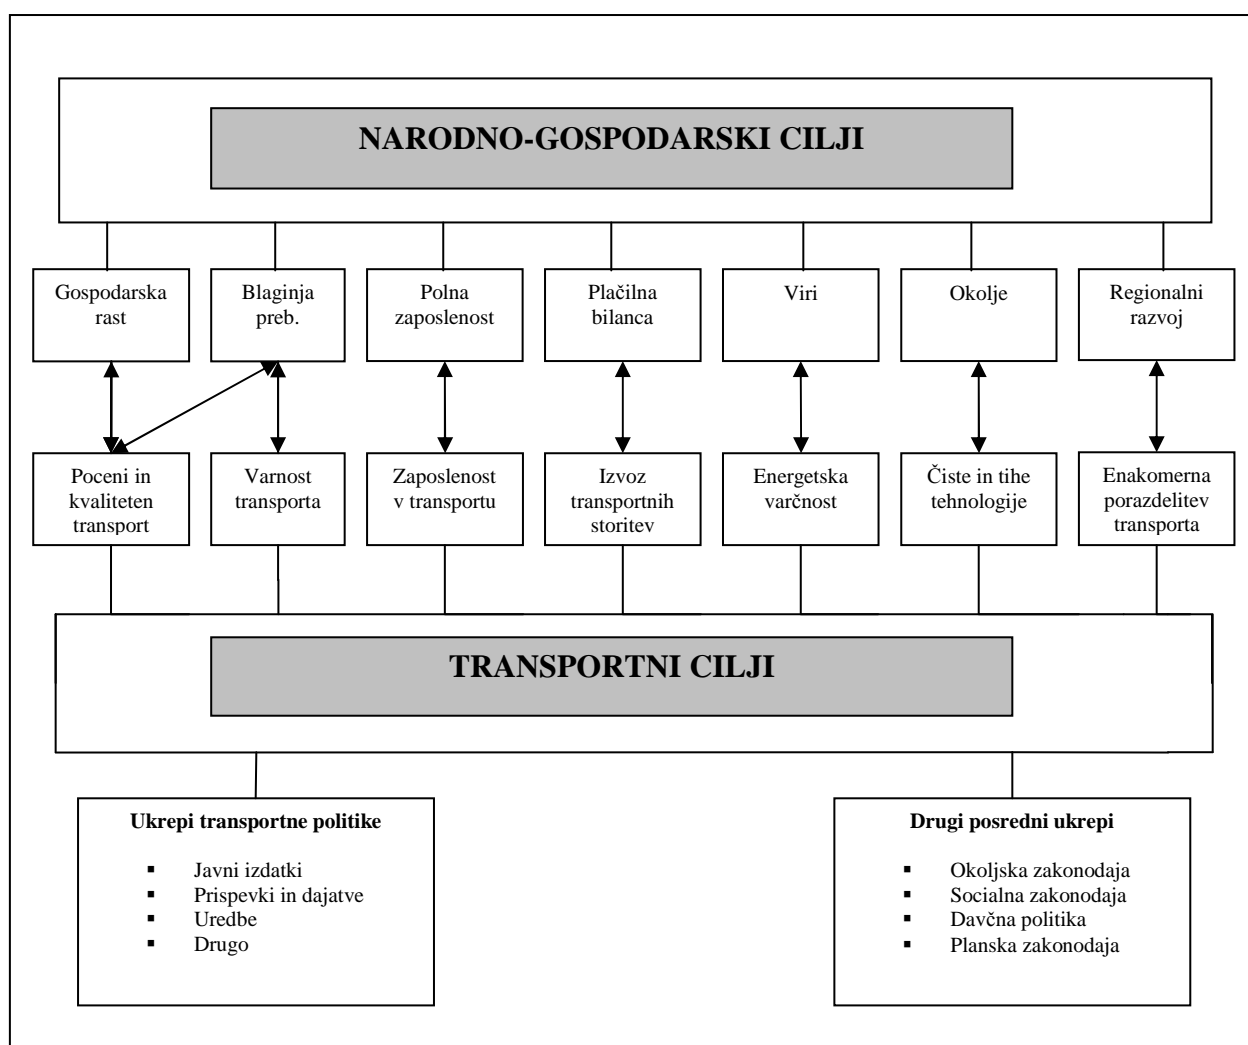 NARODNO-GOSPODARSKI CILJI
Gospodarska
rast
Blaginja
preb.
Polna
zaposlenost
Plačilna
bilanca
Viri
Okolje
Regionalni
razvoj
Poceni in
kvaliteten
transport
Varnost
transporta
Zaposlenost
v transportu
Izvoz
transportnih
storitev
Energetska
varčnost
Čiste in tihe
tehnologije
Enakomerna
porazdelitev
transporta
TRANSPORTNI CILJI
Ukrepi transportne politike
▪ Javni izdatki
▪ Prispevki in dajatve
▪ Uredbe
▪ Drugo
Drugi posredni ukrepi
▪ Okoljska zakonodaja
▪ Socialna zakonodaja
▪ Davčna politika
▪ Planska zakonodaja